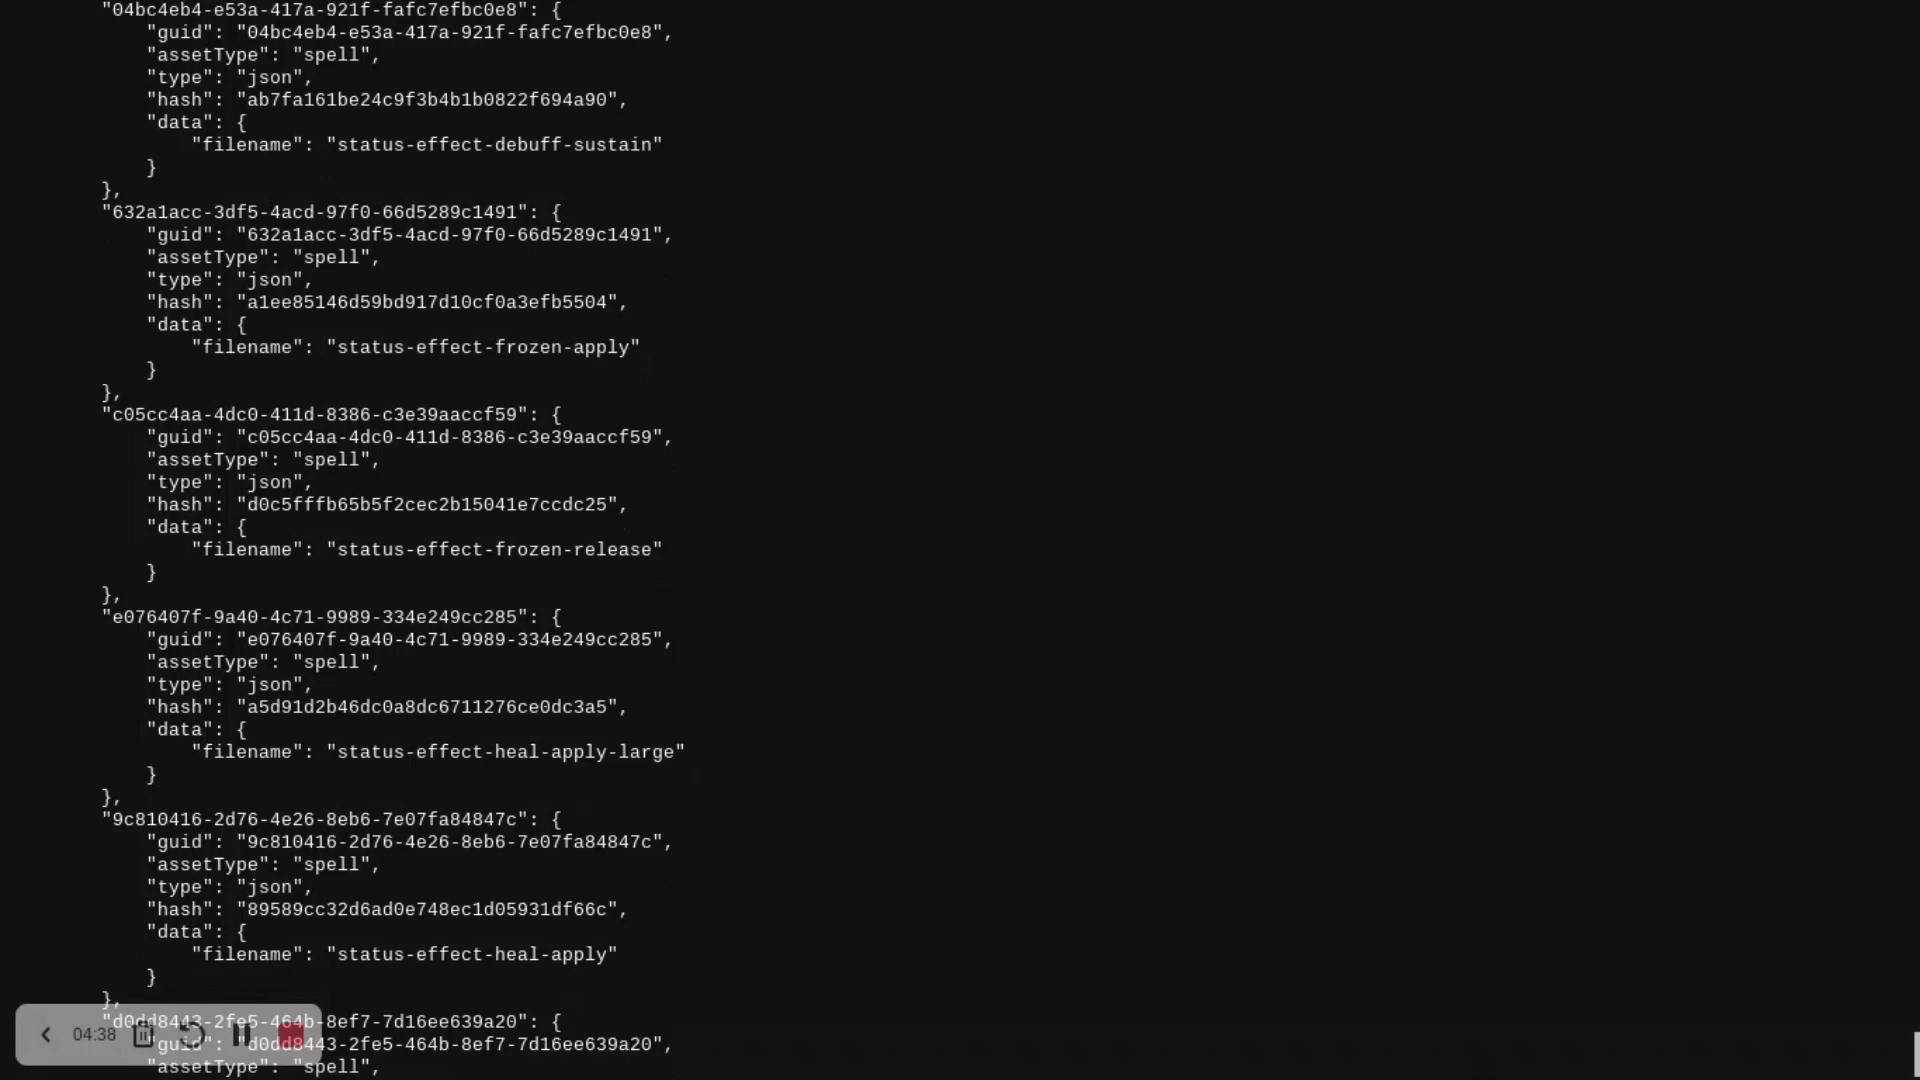 "04bc4eb4-e53a-417a-921f-fafc7efbc0e8": {
"guid": "04bc4eb4-e53a-417a-921f-fafc7efbc0e8",
"assetType": "spell",
"type": "json",
"hash": "ab7fa161be24c9f3b4b1b0822f694a90",
"data": {
"filename": "status-effect-debuff-sustain"
}
},
"632a1acc-3df5-4acd-97f0-66d5289c1491": {
"guid": "632a1acc-3df5-4acd-97f0-66d5289c1491",
"assetType": "spell",
"type": "json",
"hash": "a1ee85146d59bd917d10cf0a3efb5504",
"data": {
"filename": "status-effect-frozen-apply"
}
},
"c05cc4aa-4dc0-411d-8386-c3e39aaccf59": {
"guid": "c05cc4aa-4dc0-411d-8386-c3e39aaccf59",
"assetType": "spell",
"type": "json",
"hash": "d0c5fffb65b5f2cec2b15041e7ccdc25",
"data": {
"filename": "status-effect-frozen-release"
}
},
"e076407f-9a40-4c71-9989-334e249cc285": {
"guid": "e076407f-9a40-4c71-9989-334e249cc285",
"assetType": "spell",
"type": "json",
"hash": "a5d91d2b46dc0a8dc6711276ce0dc3a5",
"data": {
"filename": "status-effect-heal-apply-large"
}
},
"9c810416-2d76-4e26-8eb6-7e07fa84847c": {
"guid": "9c810416-2d76-4e26-8eb6-7e07fa84847c",
"assetType": "spell",
"type": "json",
"hash": "89589cc32d6ad0e748ec1d05931df66c",
"data": {
"filename": "status-effect-heal-apply"
}
},
"d0dd8443-2fe5-464b-8ef7-7d16ee639a20": {
04:38
"guid": "d0dd8443-2fe5-464b-8ef7-7d16ee639a20",
"assetType": "spell",